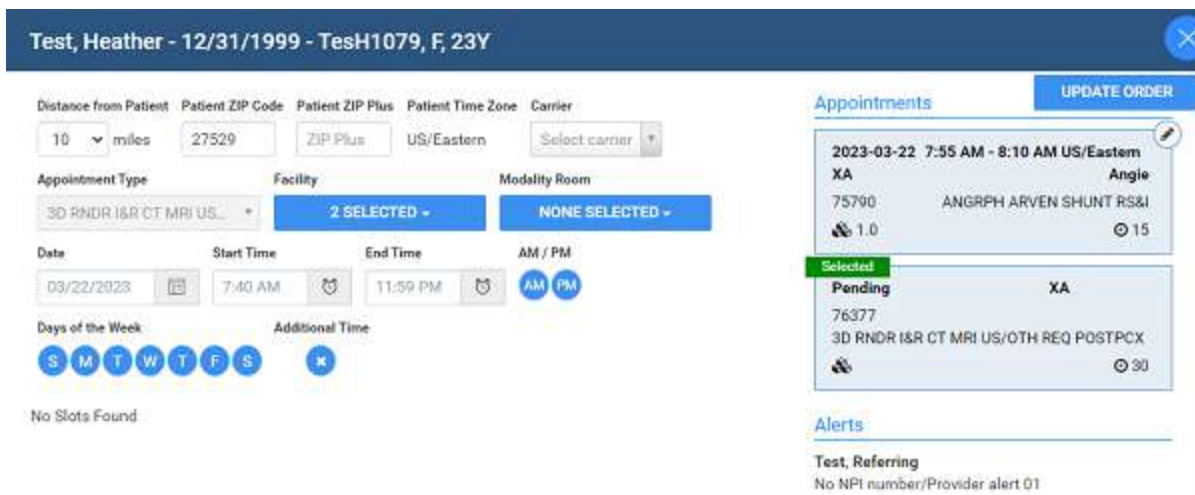 Test, Heather - 12/31/1999 - TesH1079, F, 23Y
Distance from Patient Patient ZIP Code Patient ZIP Plus Patient Time Zone Carrier
10 miles 27529 ZIP Plus US/Eastern Select carrier
Appointment Type Facility Modality Room
3D RNDR I&R CT MRI US... 2 SELECTED NONE SELECTED
Date Start Time End Time AM / PM
03/22/2023 7:40 AM 11:59 PM AM PM
Days of the Week Additional Time
S M T W T F S
No Slots Found
UPDATE ORDER
Appointments
2023-03-22 7:55 AM - 8:10 AM US/Eastern
XA Angie
75790 ANGRPH ARVEN SHUNT RS&I
1.0 15
Selected
Pending XA
76377
3D RNDR I&R CT MRI US/OTH REQ POSTPCX
30
Alerts
Test, Referring
No NPI number/Provider alert 01